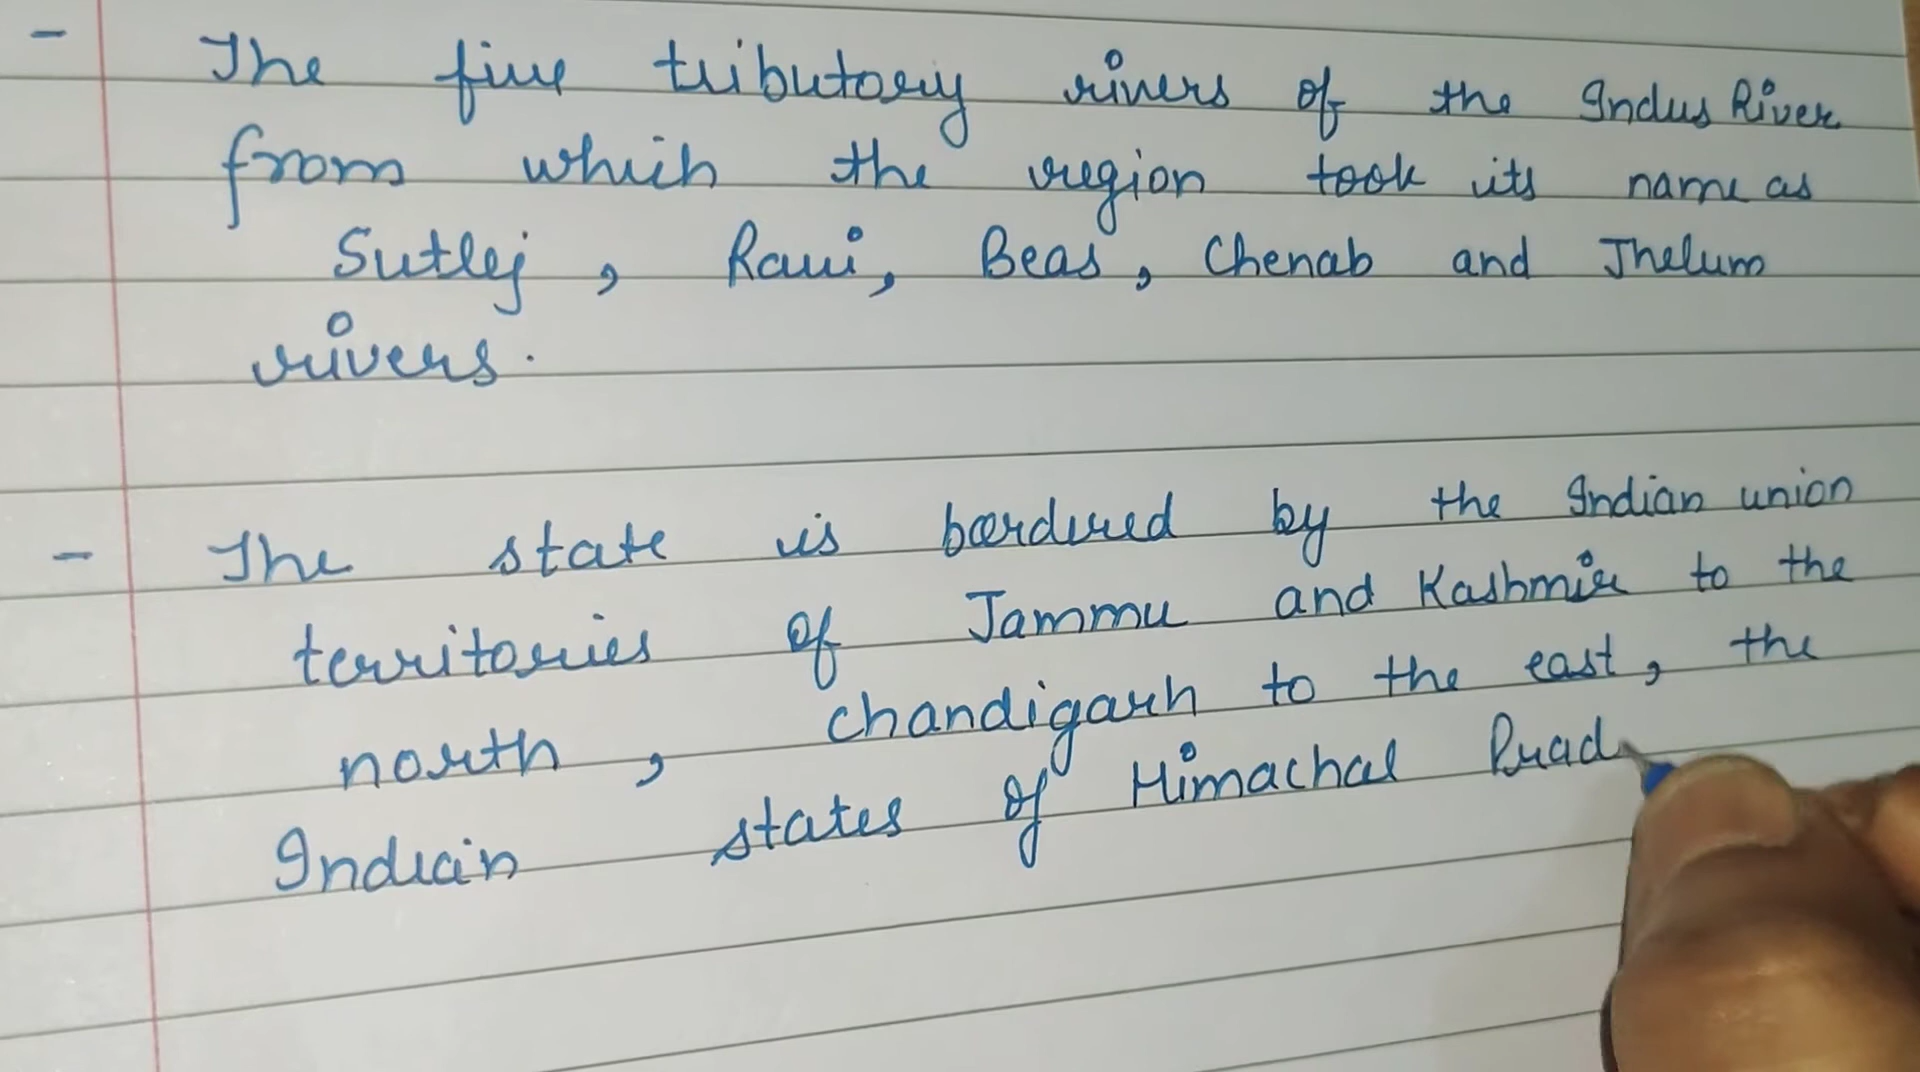 - The five tributory rivers of the Indus River
from which the region took its name as
Sutlej, Ravi, Beas, Chenab and Jhelum
rivers.
- The state is bordered by the Indian union
territories of Jammu and Kashmir to the
north, chandigarh to the east, the
Indian states of Himachal Prad